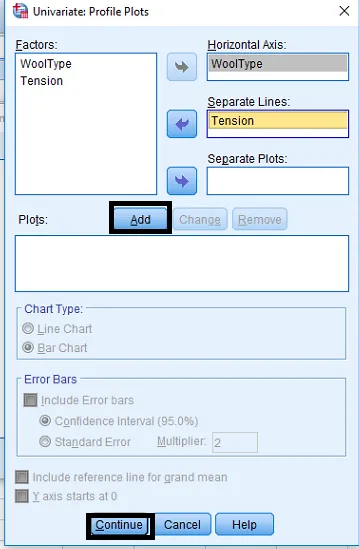 Univariate: Profile Plots
Factors:
WoolType
Tension
Horizontal Axis:
WoolType
Separate Lines:
Tension
Separate Plots:
Plots:
Add
Change
Remove
Chart Type:
Line Chart
Bar Chart
Error Bars
Include Error bars
Confidence Interval (95.0%)
Standard Error
Multiplier: 2
Include reference line for grand mean
Y axis starts at 0
Continue
Cancel
Help